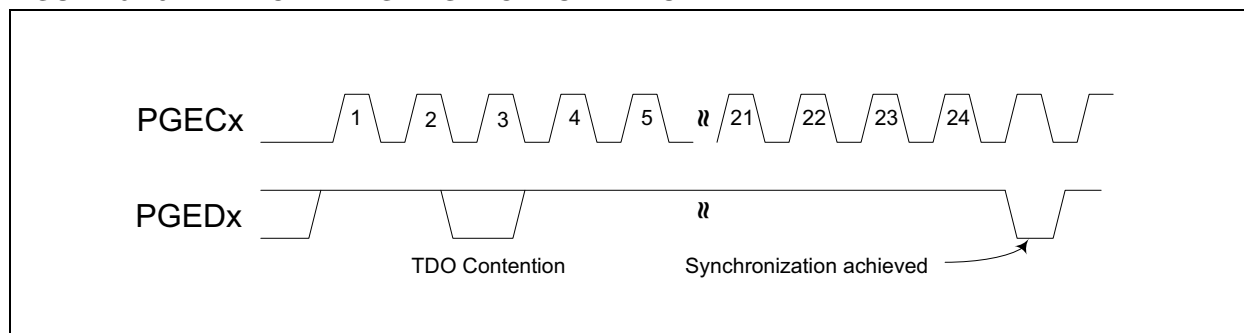 PGECx
1 2 3 4 5 ≈ 21 22 23 24
PGEDx
≈
TDO Contention
Synchronization achieved